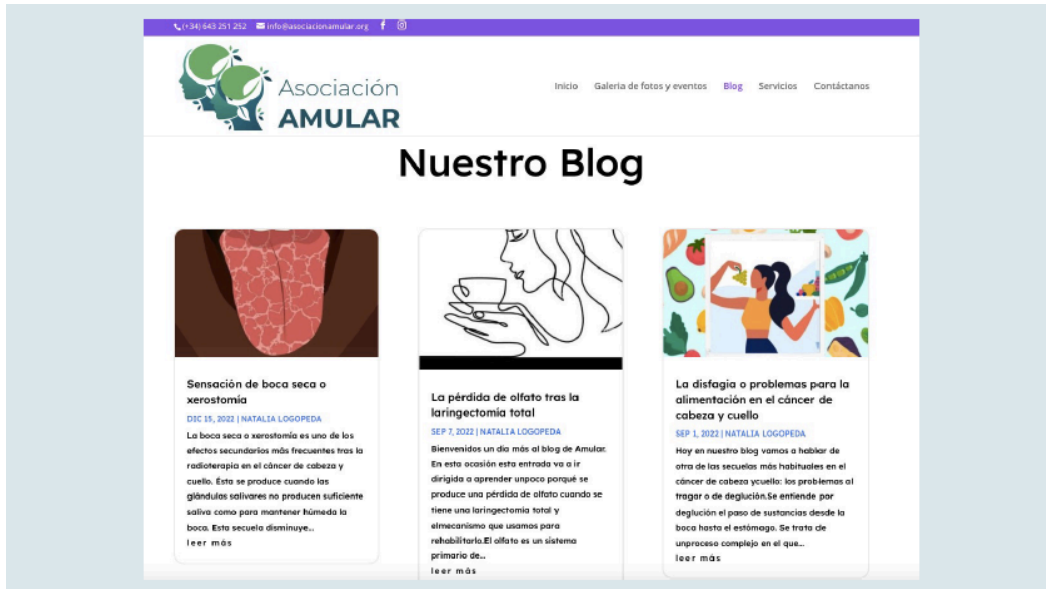 (+34) 643 251 252 info@asociacionamular.org
Asociación
AMULAR
Inicio Galeria de fotos y eventos Blog Servicios Contáctanos
Nuestro Blog
Sensación de boca seca o
xerostomía
DIC 15, 2022 | NATALIA LOGOPEDA
La boca seca o xerostomía es uno de los
efectos secundarios más frecuentes tras la
radioterapia en el cáncer de cabeza y
cuello. Ésta se produce cuando las
glándulas salivares no producen suficiente
saliva como para mantener húmeda la
boca. Esta secuela disminuye...
leer más
La pérdida de olfato tras la
laringectomía total
SEP 7, 2022 | NATALIA LOGOPEDA
Bienvenidos un día más al blog de Amular.
En esta ocasión esta entrada va a ir
dirigida a aprender unpoco porqué se
produce una pérdida de olfato cuando se
tiene una laringectomía total y
elmecanismo que usamos para
rehabilitarlo.El olfato es un sistema
primario de...
leer más
La disfagia o problemas para la
alimentación en el cáncer de
cabeza y cuello
SEP 1, 2022 | NATALIA LOGOPEDA
Hoy en nuestro blog vamos a hablar de
otra de las secuelas más habituales en el
cáncer de cabeza ycuello: los problemas al
tragar o de deglución.Se entiende por
deglución el paso de sustancias desde la
boca hasta el estómago. Se trata de
unproceso complejo en el que...
leer más